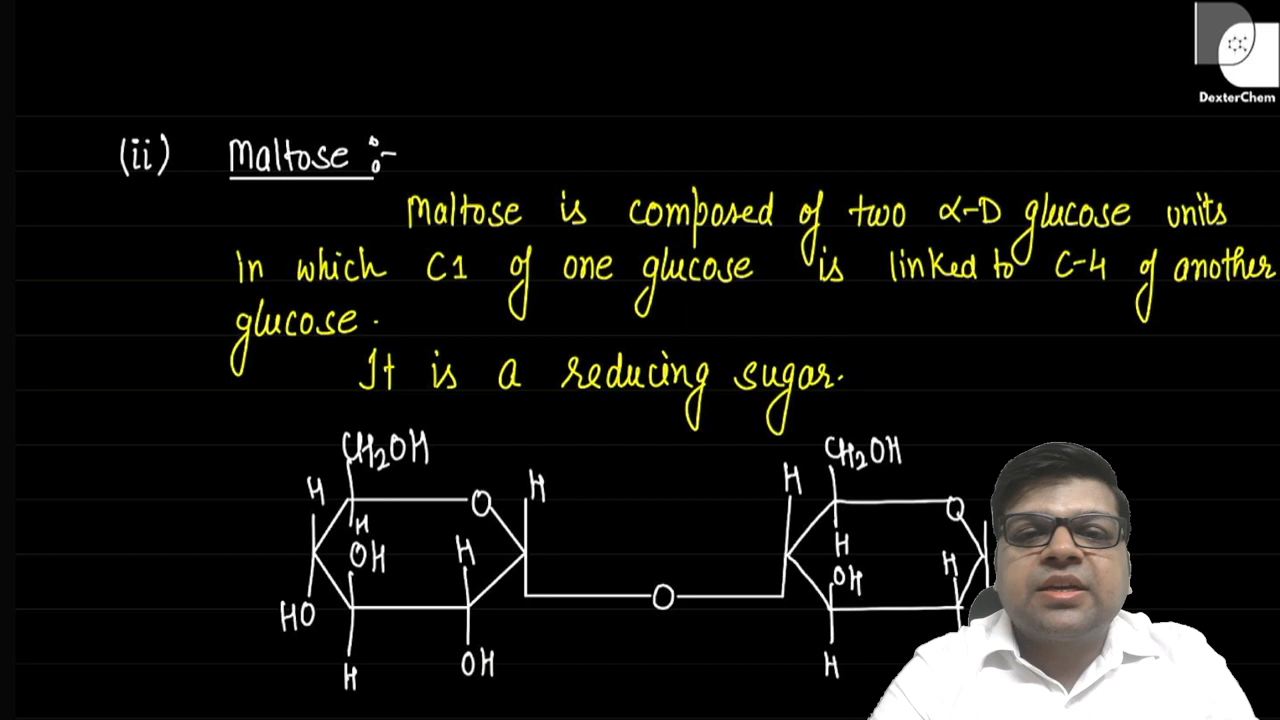 DexterChem
(ii) Maltose :-
Maltose is composed of two α-D glucose units
in which C1 of one glucose is linked to C-4 of another
glucose.
It is a reducing sugar.
CH2OH CH2OH
H O H H O
H H
OH H OH H
HO O
H OH H